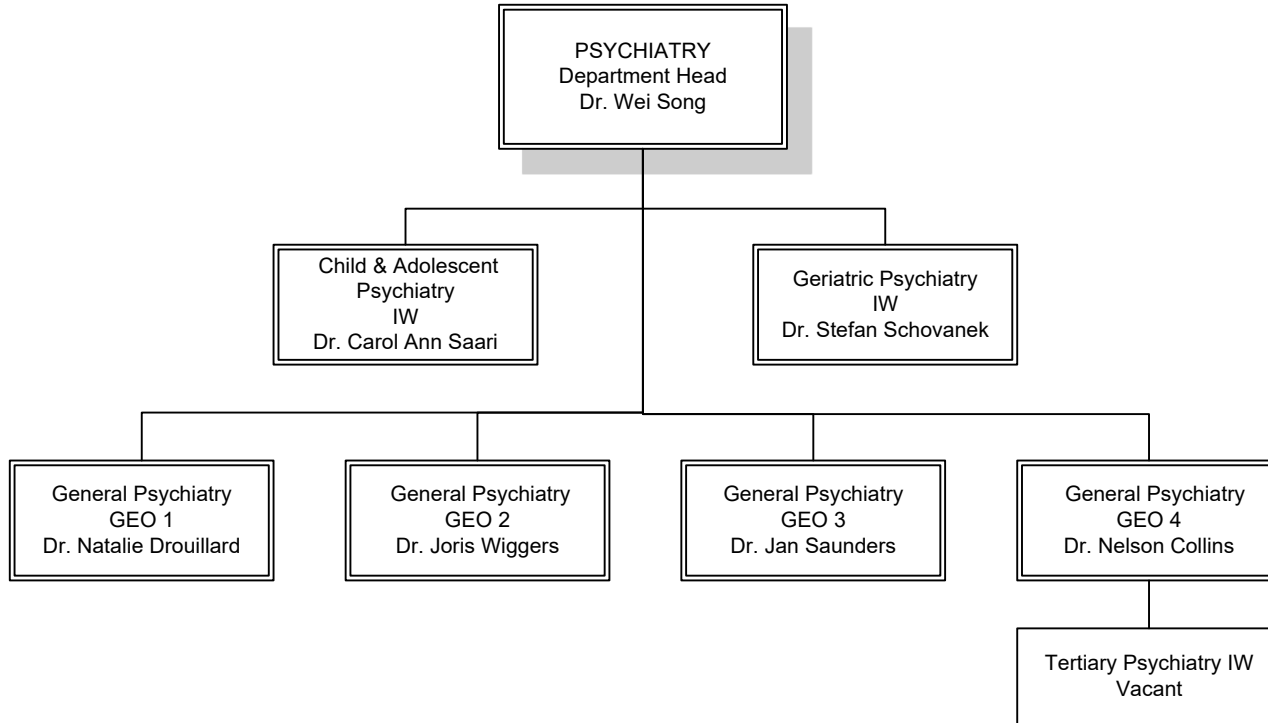 PSYCHIATRY
Department Head
Dr. Wei Song
Child & Adolescent
Psychiatry
IW
Dr. Carol Ann Saari
Geriatric Psychiatry
IW
Dr. Stefan Schovanek
General Psychiatry
GEO 1
Dr. Natalie Drouillard
General Psychiatry
GEO 2
Dr. Joris Wiggers
General Psychiatry
GEO 3
Dr. Jan Saunders
General Psychiatry
GEO 4
Dr. Nelson Collins
Tertiary Psychiatry IW
Vacant